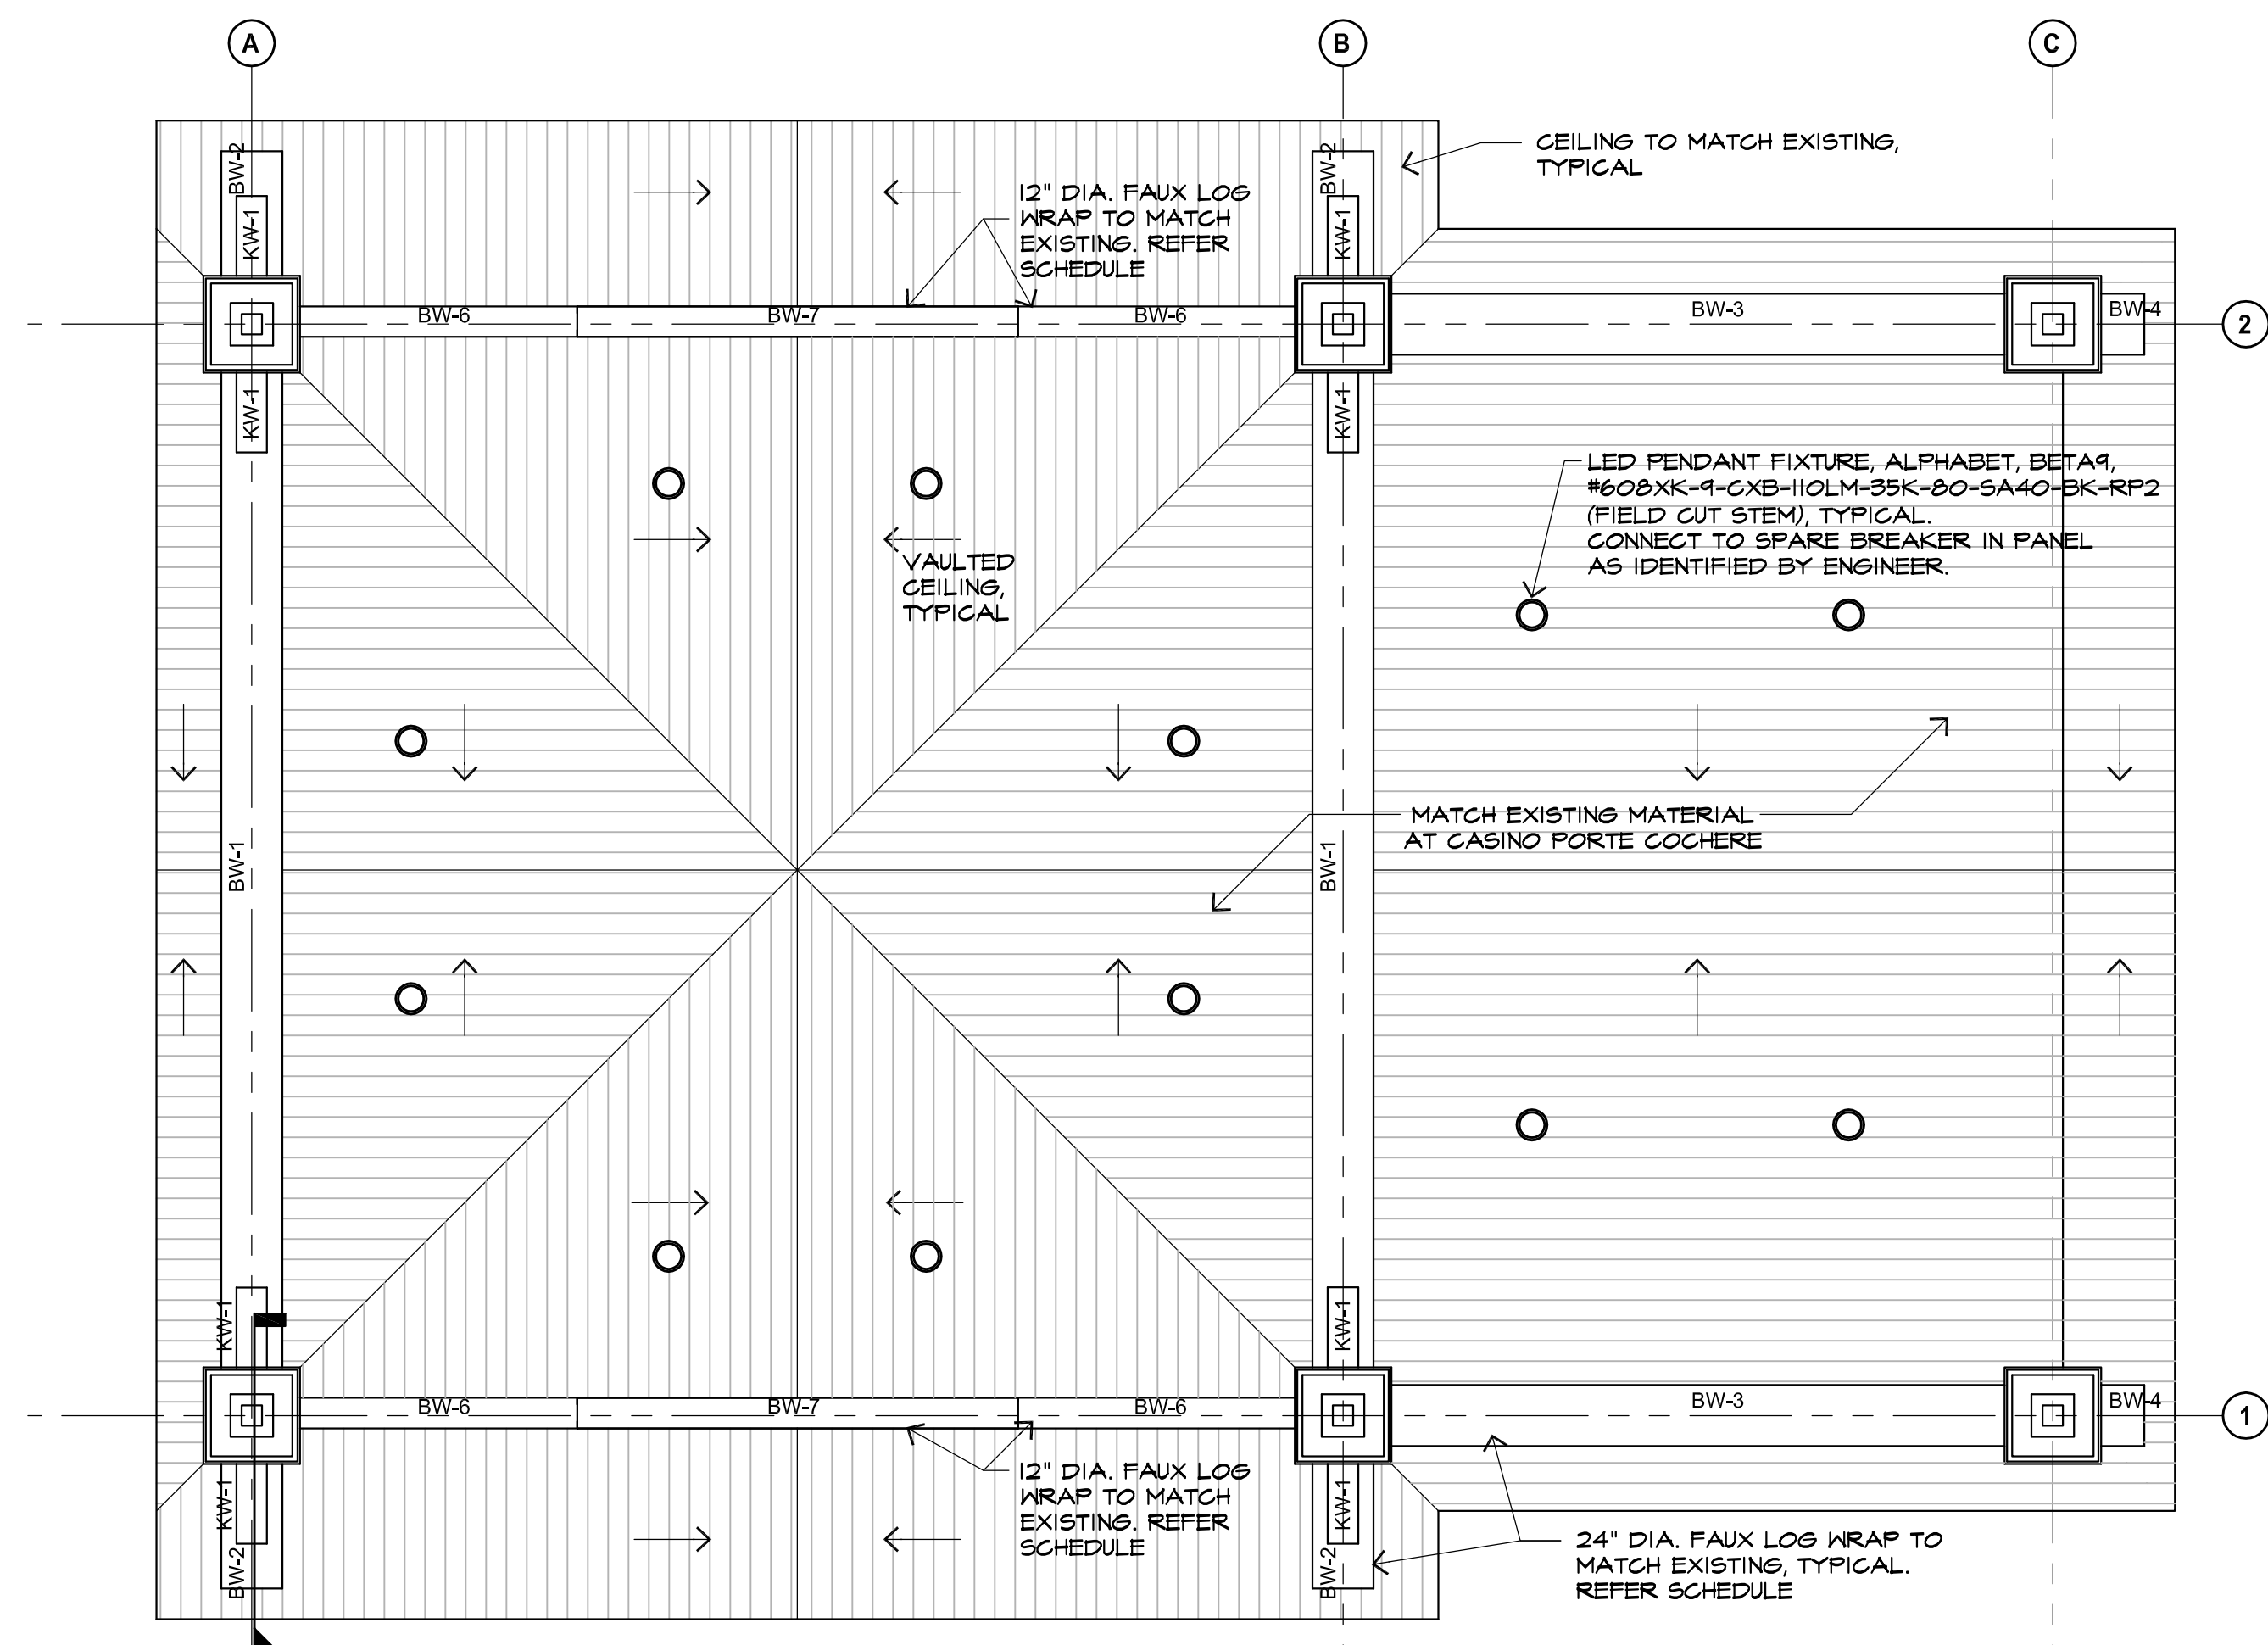 A
B
C
BW-2
BW-2
CEILING TO MATCH EXISTING,
TYPICAL
12" DIA. FAUX LOG
WRAP TO MATCH
EXISTING. REFER
SCHEDULE
KW-1
KW-1
BW-6
BW-7
BW-6
BW-3
BW-4
2
KW-1
KW-1
LED PENDANT FIXTURE, ALPHABET, BETA9,
#608XK-9-CXB-110LM-35K-80-SA40-BK-RP2
(FIELD CUT STEM), TYPICAL.
CONNECT TO SPARE BREAKER IN PANEL
AS IDENTIFIED BY ENGINEER.
VAULTED
CEILING,
TYPICAL
MATCH EXISTING MATERIAL
AT CASINO PORTE COCHERE
BW-1
BW-1
KW-1
KW-1
BW-6
BW-7
BW-6
BW-3
BW-4
1
12" DIA. FAUX LOG
WRAP TO MATCH
EXISTING. REFER
SCHEDULE
KW-1
KW-1
24" DIA. FAUX LOG WRAP TO
MATCH EXISTING, TYPICAL.
REFER SCHEDULE
BW-2
BW-2